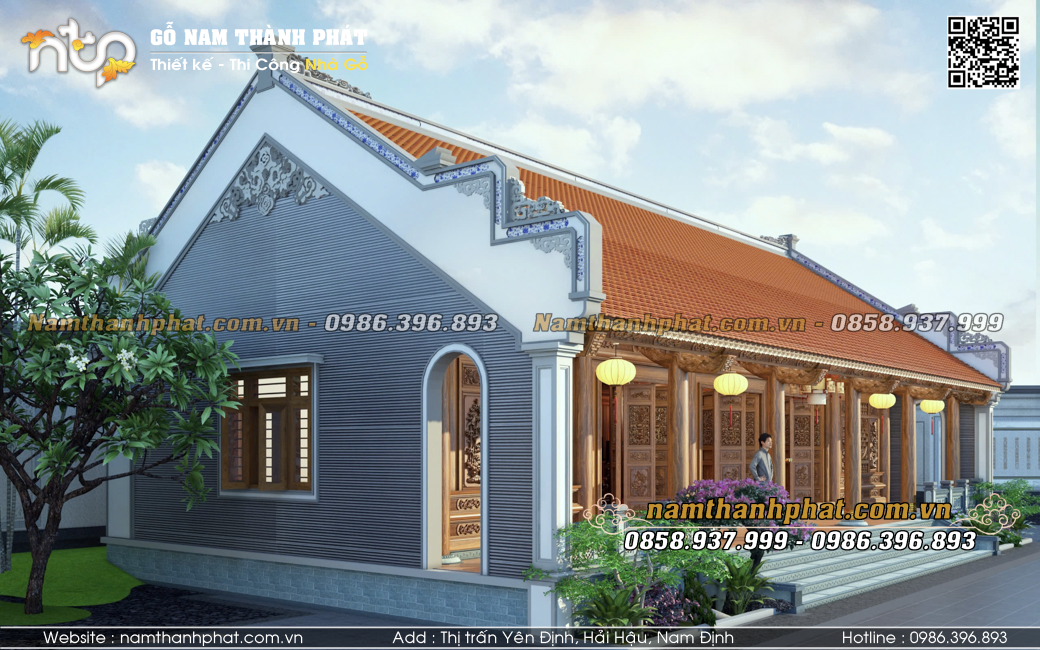 ntp
GỖ NAM THÀNH PHÁT
Thiết kế - Thi Công Nhà Gỗ
Namthanhphat.com.vn - 0986.396.893
Namthanhphat.com.vn - 0858.937.999
namthanhphat.com.vn
0858.937.999 - 0986.396.893
Website : namthanhphat.com.vn
Add : Thị trấn Yên Định, Hải Hậu, Nam Định
Hotline : 0986.396.893